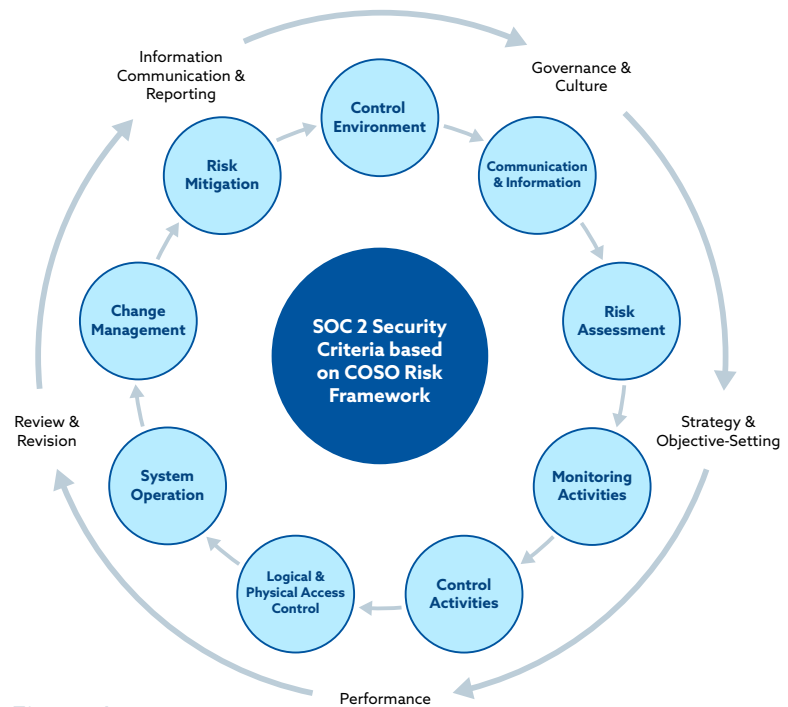 Information
Communication &
Reporting
Governance &
Culture
Control
Environment
Risk
Mitigation
Communication
& Information
Change
Management
SOC 2 Security
Criteria based
on COSO Risk
Framework
Risk
Assessment
Review &
Revision
Strategy &
Objective-Setting
System
Operation
Monitoring
Activities
Logical &
Physical Access
Control
Control
Activities
Performance